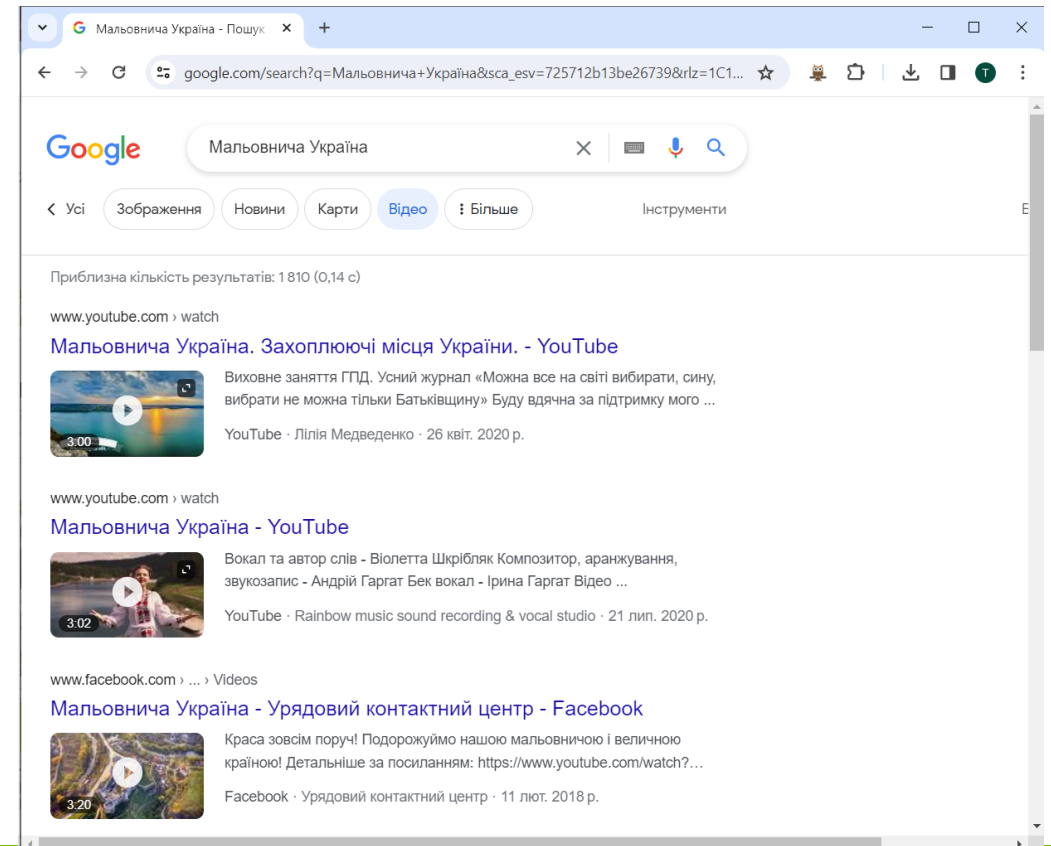 Мальовнича Україна - Пошук
google.com/search?q=Мальовнича+Україна&sca_esv=725712b13be26739&rlz=1C1...
T
Google
Мальовнича Україна
Усі Зображення Новини Карти Відео Більше Інструменти
Приблизна кількість результатів: 1 810 (0,14 с)
www.youtube.com › watch
Мальовнича Україна. Захоплюючі місця України. - YouTube
Виховне заняття ГПД. Усний журнал «Можна все на світі вибирати, сину,
вибрати не можна тільки Батьківщину» Буду вдячна за підтримку мого ...
3:00
YouTube · Лілія Медведенко · 26 квіт. 2020 р.
www.youtube.com › watch
Мальовнича Україна - YouTube
Вокал та автор слів - Віолетта Шкрібляк Композитор, аранжування,
звукозапис - Андрій Гаргат Бек вокал - Ірина Гаргат Відео ...
3:02
YouTube · Rainbow music sound recording & vocal studio · 21 лип. 2020 р.
www.facebook.com › ... › Videos
Мальовнича Україна - Урядовий контактний центр - Facebook
Краса зовсім поруч! Подорожуймо нашою мальовничою і величною
країною! Детальніше за посиланням: https://www.youtube.com/watch?...
3:20
Facebook · Урядовий контактний центр · 11 лют. 2018 р.